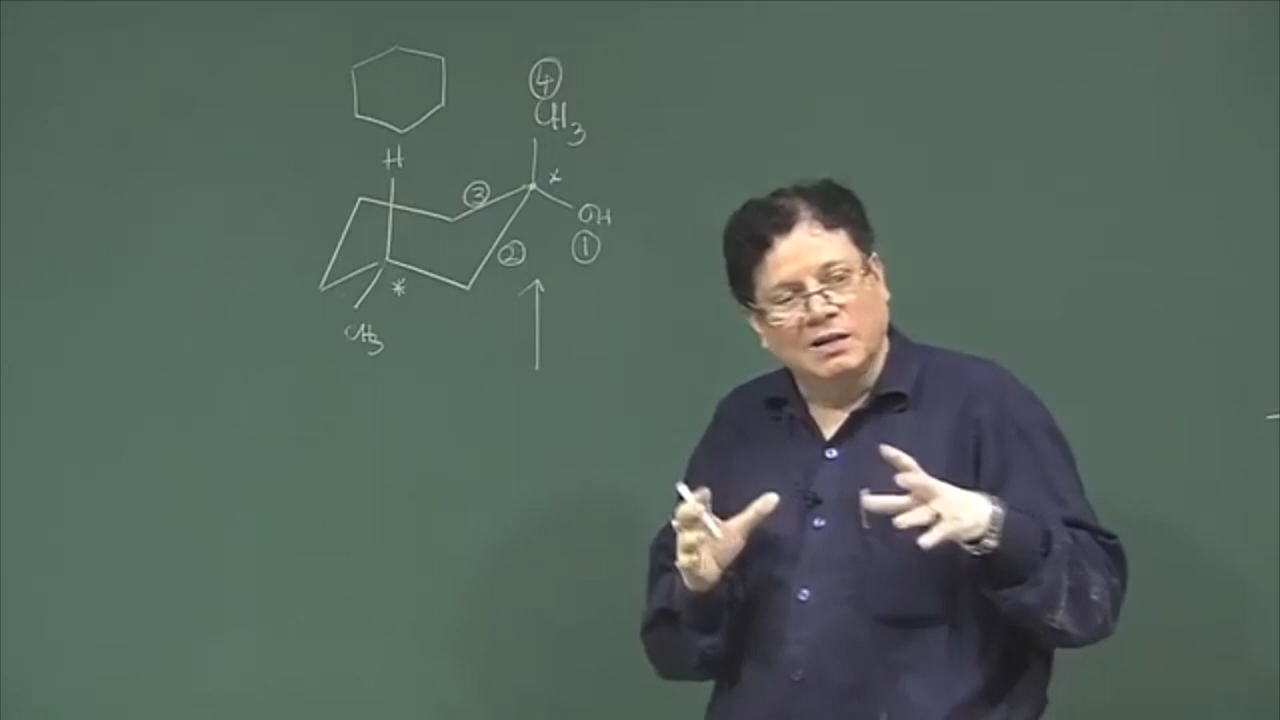 ④
CH3
H
*
③
OH
②
①
*
CH3